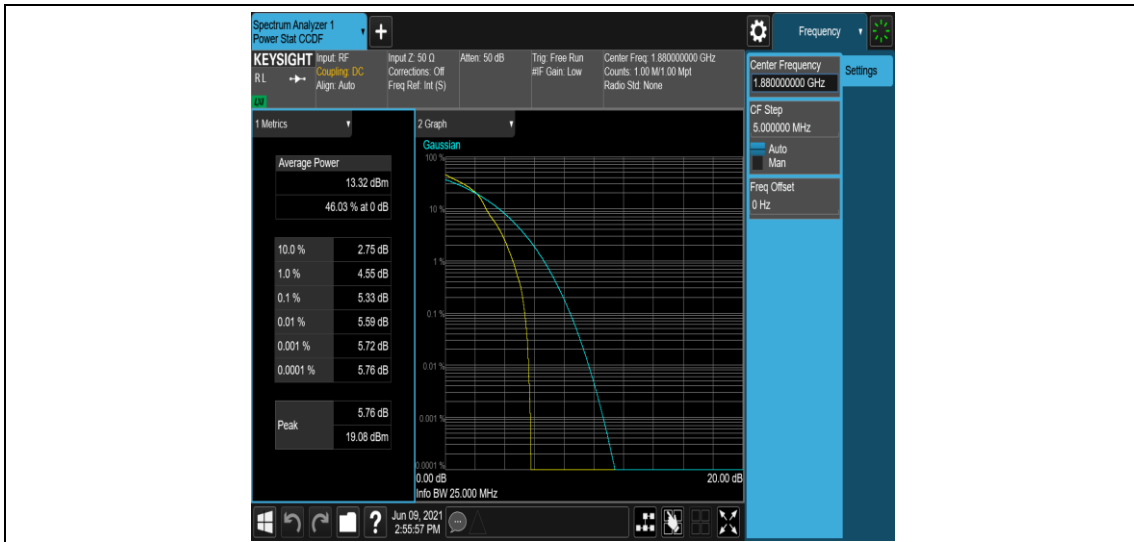 Spectrum Analyzer 1
Power Stat CCDF
+
Frequency
KEYSIGHT
RL
LXI
Input: RF
Coupling: DC
Align: Auto
Input Z: 50 Ω
Corrections: Off
Freq Ref: Int (S)
Atten: 50 dB
Trig: Free Run
#IF Gain: Low
Center Freq: 1.880000000 GHz
Counts: 1.00 M/1.00 Mpt
Radio Std: None
Center Frequency
1.880000000 GHz
Settings
CF Step
5.000000 MHz
Auto
Man
Freq Offset
0 Hz
1 Metrics
Average Power
13.32 dBm
46.03 % at 0 dB
10.0 % 2.75 dB
1.0 % 4.55 dB
0.1 % 5.33 dB
0.01 % 5.59 dB
0.001 % 5.72 dB
0.0001 % 5.76 dB
Peak
5.76 dB
19.08 dBm
2 Graph
Gaussian
100 %
10 %
1 %
0.1 %
0.01 %
0.001 %
0.0001 %
0.00 dB 20.00 dB
Info BW 25.000 MHz
?
Jun 09, 2021
2:55:57 PM